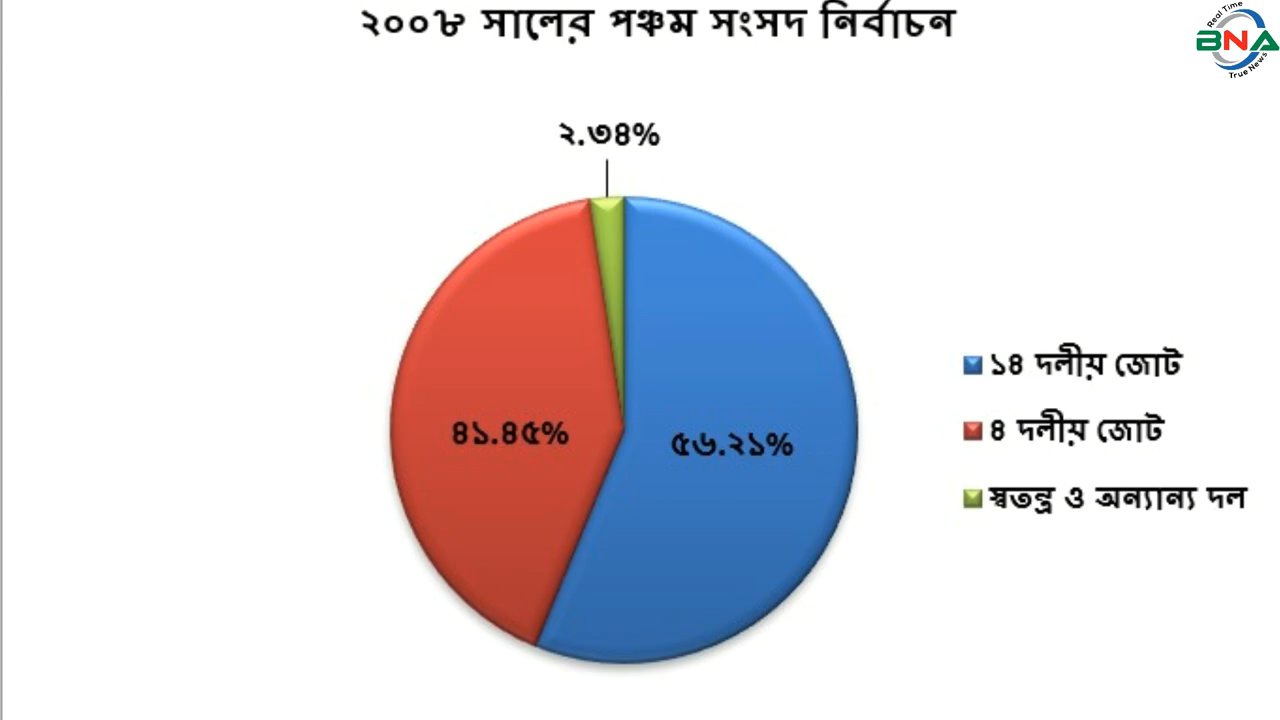 ২০০৮ সালের পঞ্চম সংসদ নির্বাচন
Real Time
BNA
True News
২.৩৪%
৪১.৪৫%
৫৬.২১%
১৪ দলীয় জোট
৪ দলীয় জোট
স্বতন্ত্র ও অন্যান্য দল